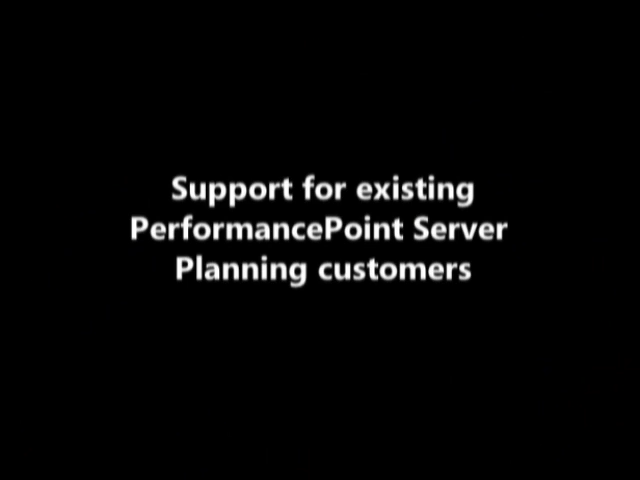 Support for existing
PerformancePoint Server
Planning customers